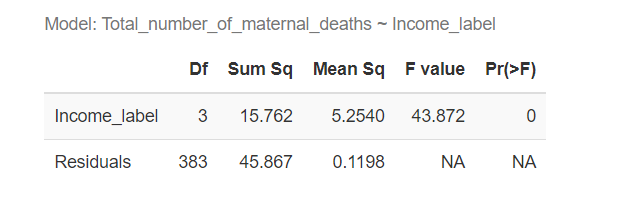 Model: Total_number_of_maternal_deaths ~ Income_label
Df Sum Sq Mean Sq F value Pr(>F)
Income_label 3 15.762 5.2540 43.872 0
Residuals 383 45.867 0.1198 NA NA